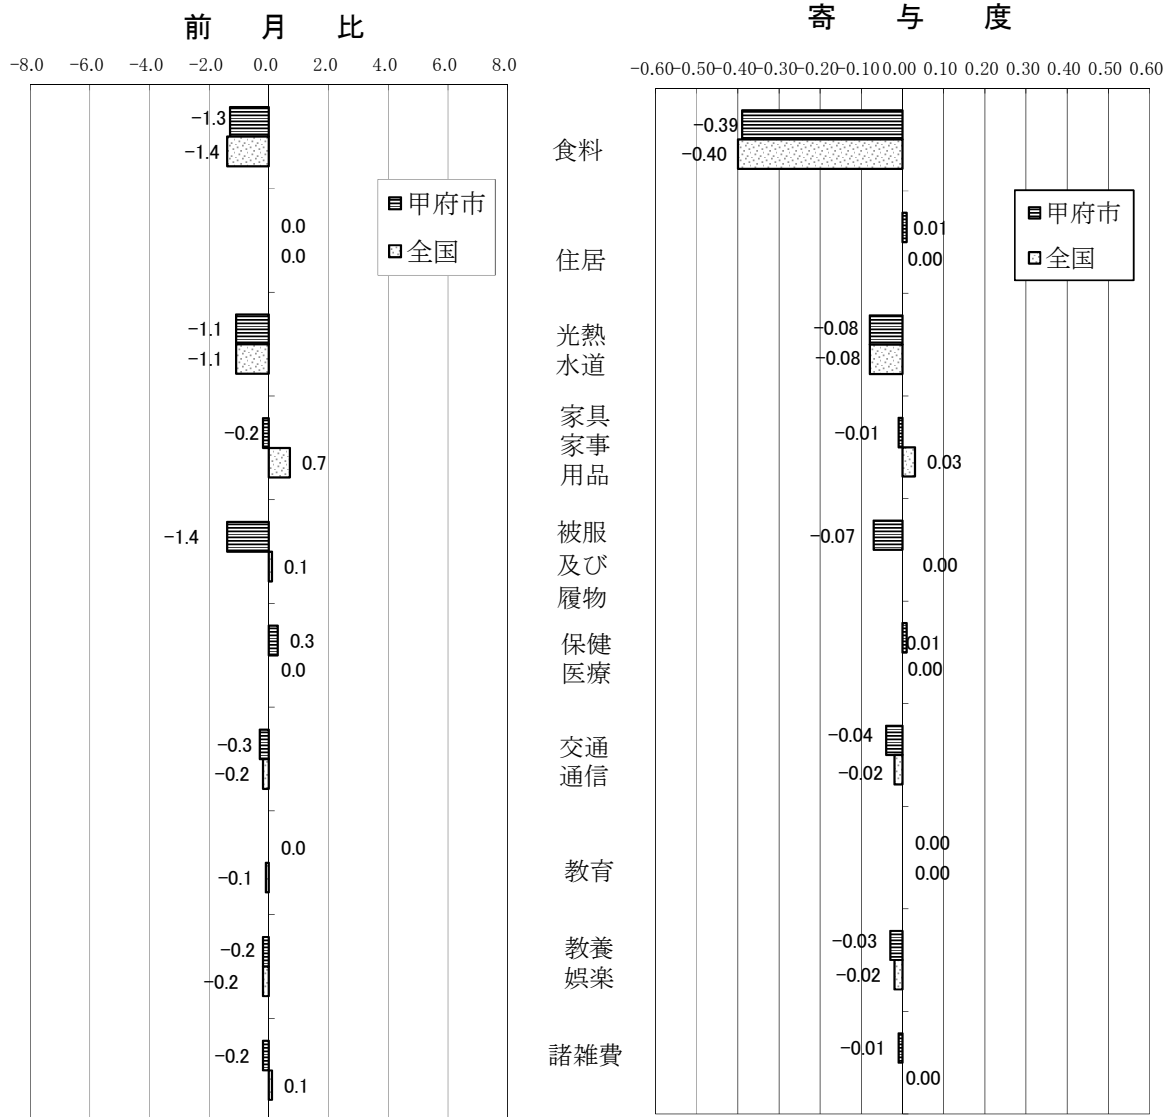 前月比
-8.0 -6.0 -4.0 -2.0 0.0 2.0 4.0 6.0 8.0
-1.3
-1.4
0.0
0.0
-1.1
-1.1
-0.2
0.7
-1.4
0.1
0.3
0.0
-0.3
-0.2
0.0
-0.1
-0.2
-0.2
-0.2
0.1
甲府市
全国
食料
住居
光熱
水道
家具
家事
用品
被服
及び
履物
保健
医療
交通
通信
教育
教養
娯楽
諸雑費
寄与度
-0.60 -0.50 -0.40 -0.30 -0.20 -0.10 0.00 0.10 0.20 0.30 0.40 0.50 0.60
-0.39
-0.40
0.01
0.00
-0.08
-0.08
-0.01
0.03
-0.07
0.00
0.01
0.00
-0.04
-0.02
0.00
0.00
-0.03
-0.02
-0.01
0.00
甲府市
全国